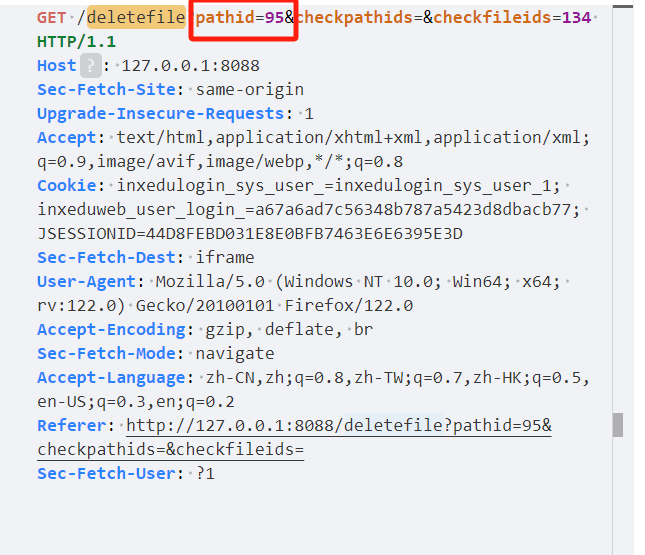 GET /deletefile?pathid=95&checkpathids=&checkfileids=134
HTTP/1.1
Host ? : 127.0.0.1:8088
Sec-Fetch-Site: same-origin
Upgrade-Insecure-Requests: 1
Accept: text/html,application/xhtml+xml,application/xml;
q=0.9,image/avif,image/webp,*/*;q=0.8
Cookie: inxedulogin_sys_user_=inxedulogin_sys_user_1;
inxeduweb_user_login_=a67a6ad7c56348b787a5423d8dbacb77;
JSESSIONID=44D8FEBD031E8E0BFB7463E6E6395E3D
Sec-Fetch-Dest: iframe
User-Agent: Mozilla/5.0 (Windows NT 10.0; Win64; x64;
rv:122.0) Gecko/20100101 Firefox/122.0
Accept-Encoding: gzip, deflate, br
Sec-Fetch-Mode: navigate
Accept-Language: zh-CN,zh;q=0.8,zh-TW;q=0.7,zh-HK;q=0.5,
en-US;q=0.3,en;q=0.2
Referer: http://127.0.0.1:8088/deletefile?pathid=95&
checkpathids=&checkfileids=
Sec-Fetch-User: ?1